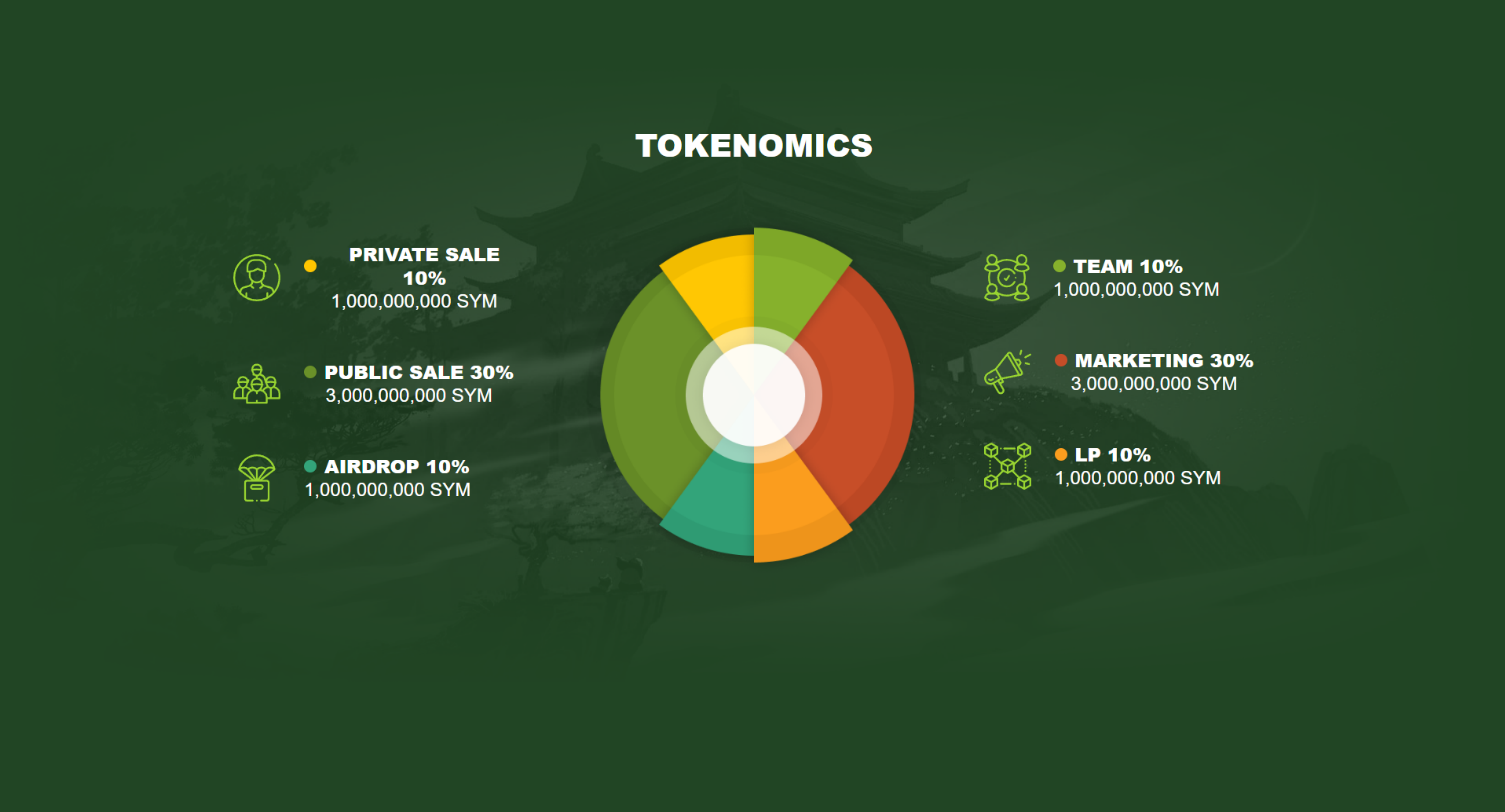 TOKENOMICS
PRIVATE SALE
10%
1,000,000,000 SYM
PUBLIC SALE 30%
3,000,000,000 SYM
AIRDROP 10%
1,000,000,000 SYM
TEAM 10%
1,000,000,000 SYM
MARKETING 30%
3,000,000,000 SYM
LP 10%
1,000,000,000 SYM